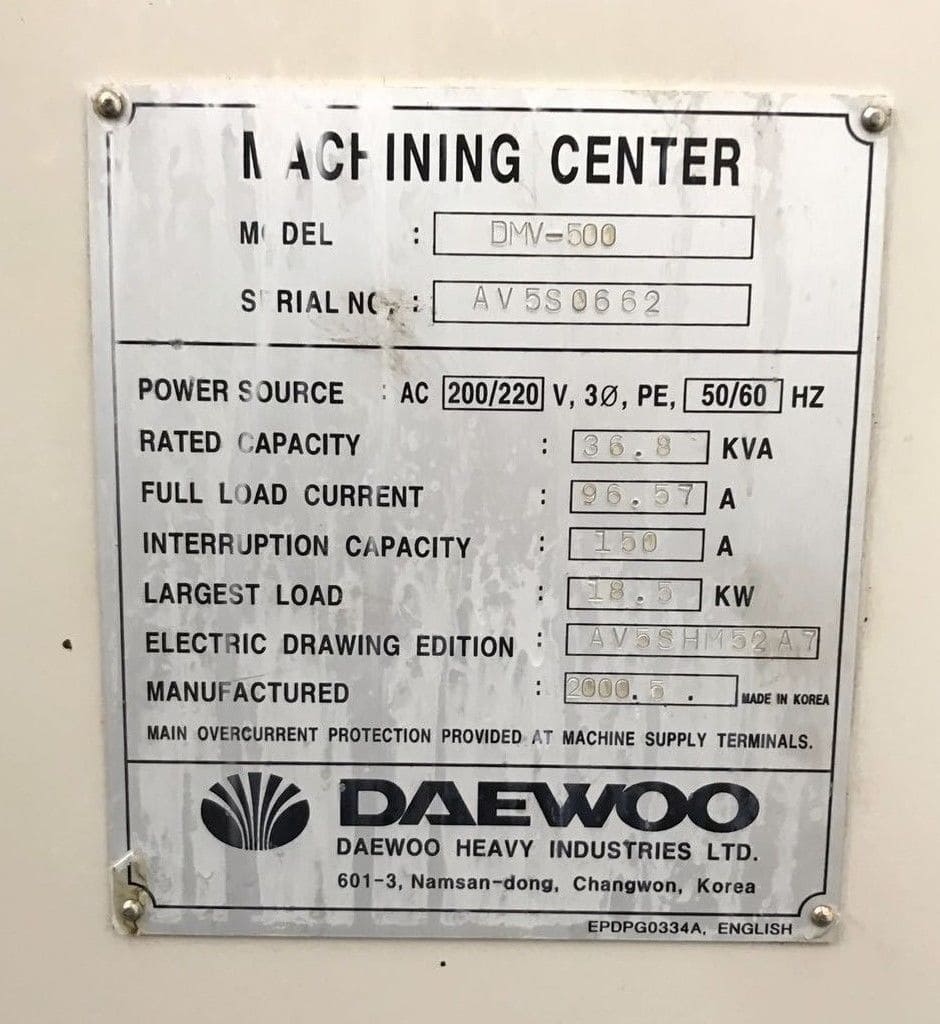 MACHINING CENTER
MODEL : DMV-500
SERIAL NO, : AV5S0662
POWER SOURCE : AC 200/220 V, 3Ø, PE, 50/60 HZ
RATED CAPACITY : 36.8 KVA
FULL LOAD CURRENT : 96.57 A
INTERRUPTION CAPACITY : 150 A
LARGEST LOAD : 18.5 KW
ELECTRIC DRAWING EDITION : AV5SHM52A7
MANUFACTURED : 2000.5 . MADE IN KOREA
MAIN OVERCURRENT PROTECTION PROVIDED AT MACHINE SUPPLY TERMINALS.
DAEWOO
DAEWOO HEAVY INDUSTRIES LTD.
601-3, Namsan-dong, Changwon, Korea
EPDPG0334A, ENGLISH